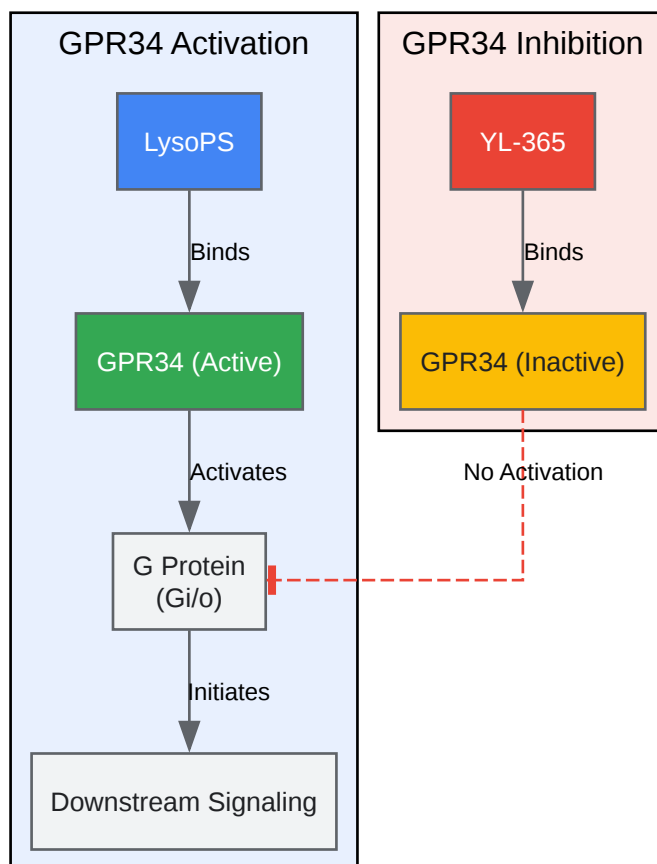 GPR34 Activation
LysoPS
Binds
GPR34 (Active)
Activates
G Protein
(Gi/o)
Initiates
Downstream Signaling
GPR34 Inhibition
YL-365
Binds
GPR34 (Inactive)
No Activation